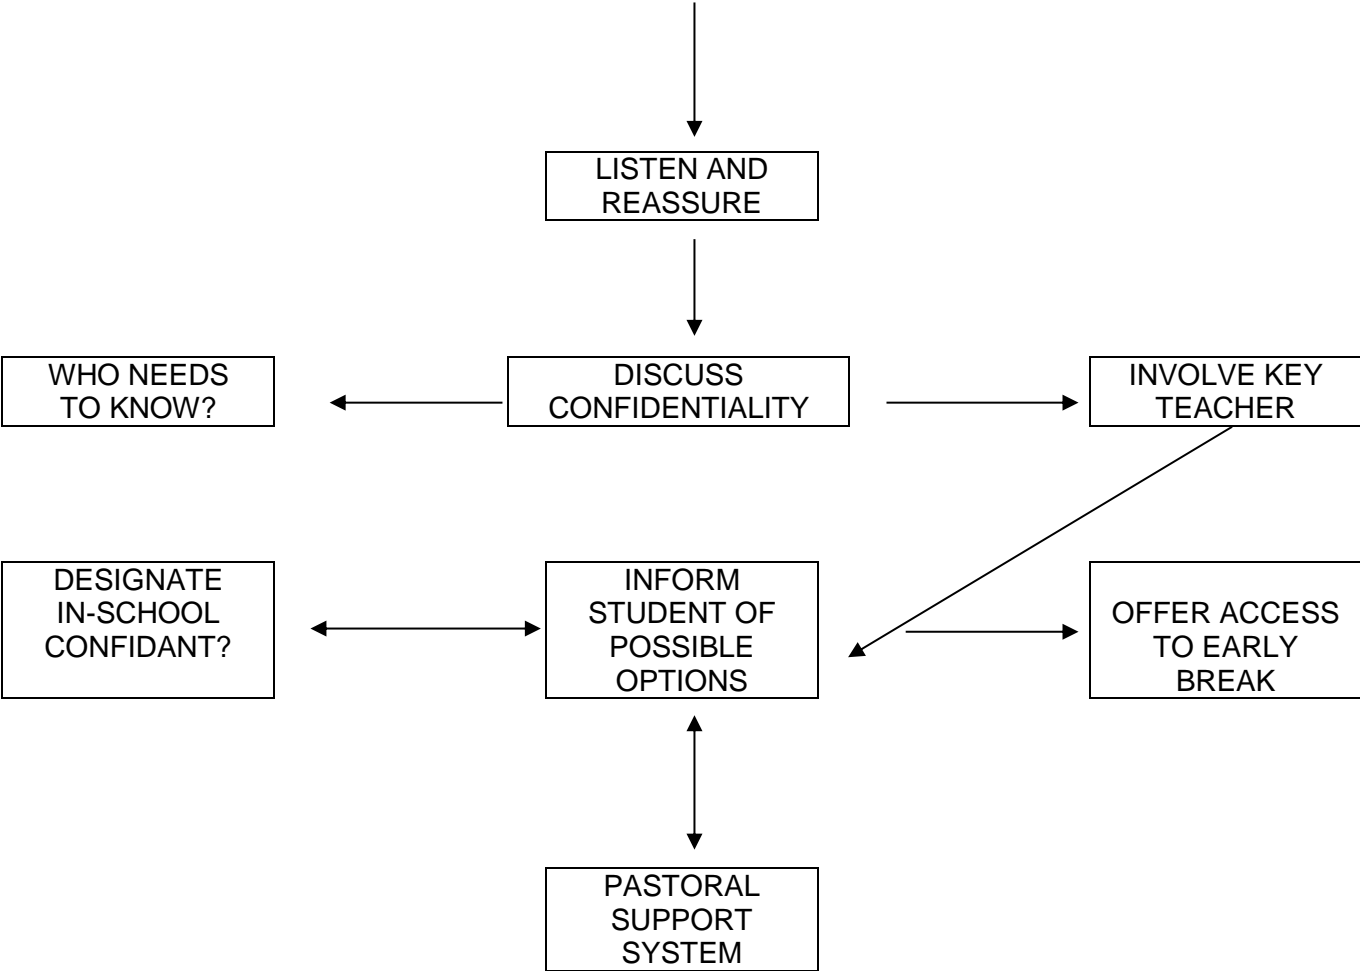 LISTEN AND
REASSURE
WHO NEEDS
TO KNOW?
DISCUSS
CONFIDENTIALITY
INVOLVE KEY
TEACHER
DESIGNATE
IN-SCHOOL
CONFIDANT?
INFORM
STUDENT OF
POSSIBLE
OPTIONS
OFFER ACCESS
TO EARLY
BREAK
PASTORAL
SUPPORT
SYSTEM